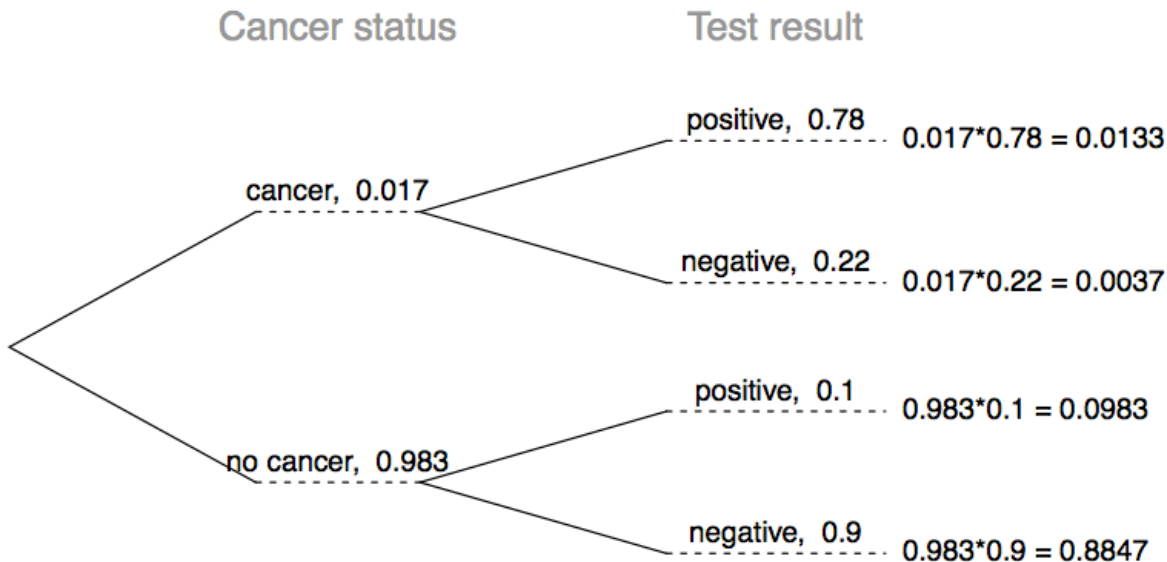 Cancer status
Test result
positive, 0.78
0.017*0.78 = 0.0133
cancer, 0.017
negative, 0.22
0.017*0.22 = 0.0037
positive, 0.1
0.983*0.1 = 0.0983
no cancer, 0.983
negative, 0.9
0.983*0.9 = 0.8847